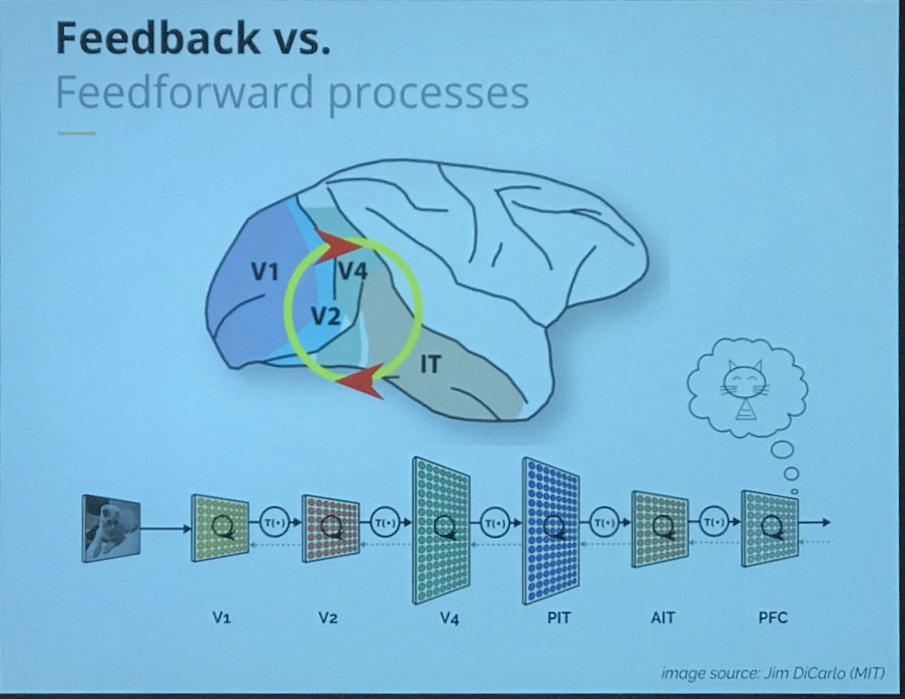 Feedback vs.
Feedforward processes
V1
V4
V2
IT
Q T(•) Q T(•) Q T(•) Q T(•) Q T(•) Q
V1 V2 V4 PIT AIT PFC
image source: Jim DiCarlo (MIT)